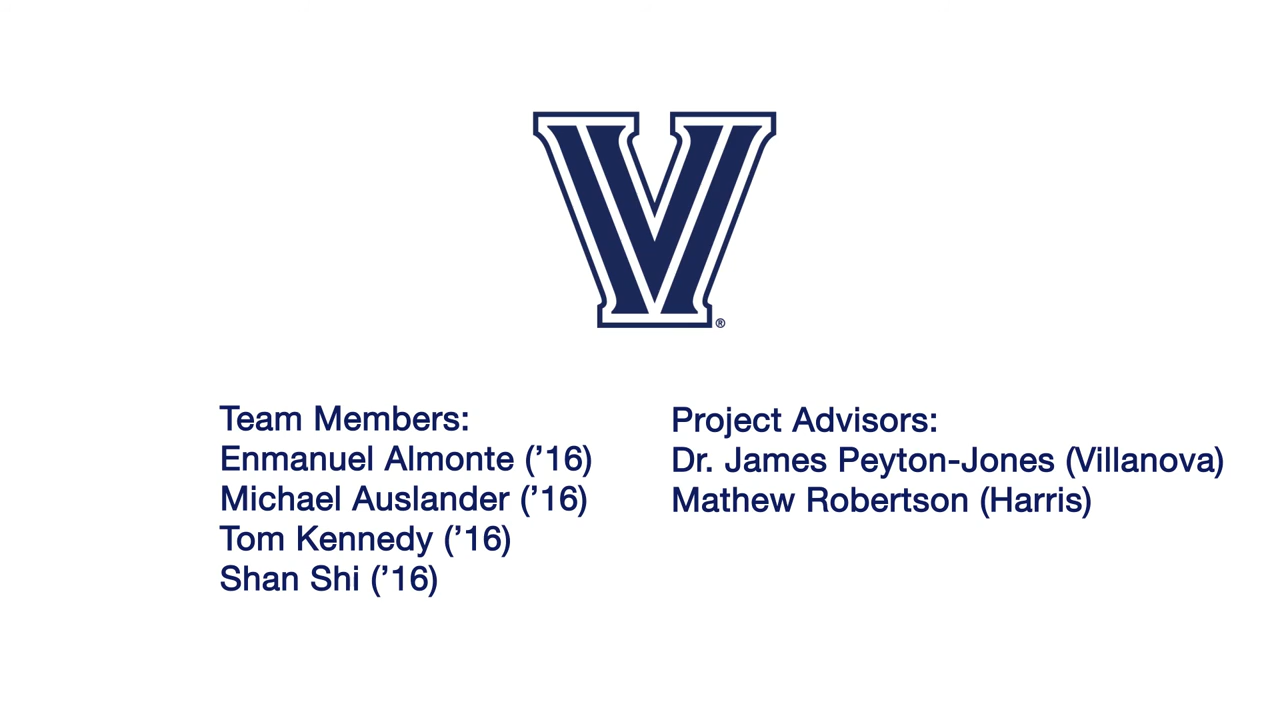 V
®
Team Members:
Enmanuel Almonte (’16)
Michael Auslander (’16)
Tom Kennedy (’16)
Shan Shi (’16)
Project Advisors:
Dr. James Peyton-Jones (Villanova)
Mathew Robertson (Harris)